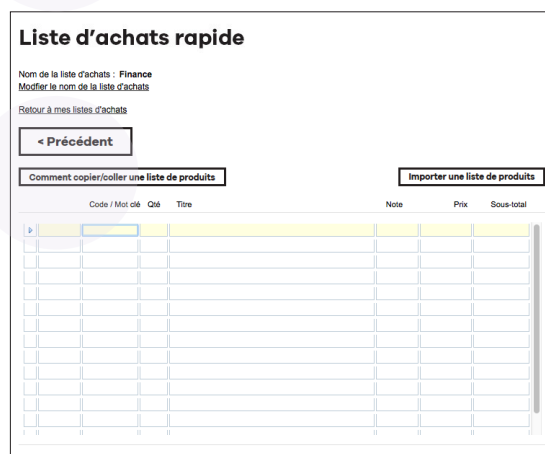 Liste d'achats rapide
Nom de la liste d'achats : Finance
Modfier le nom de la liste d'achats
Retour à mes listes d'achats
< Précédent
Comment copier/coller une liste de produits
Importer une liste de produits
Code / Mot clé Qté Titre Note Prix Sous-total